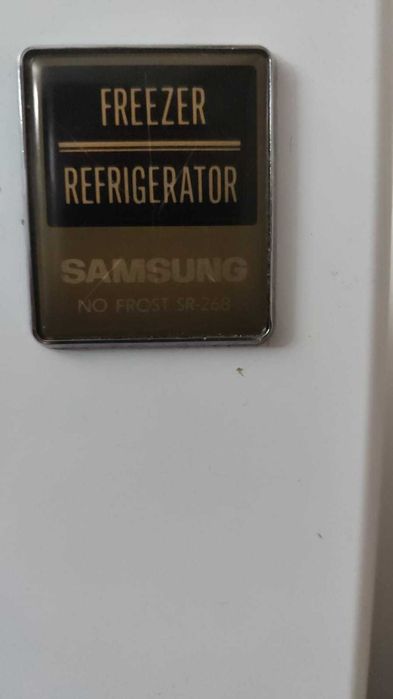 FREEZER
REFRIGERATOR
SAMSUNG
NO FROST SR-268